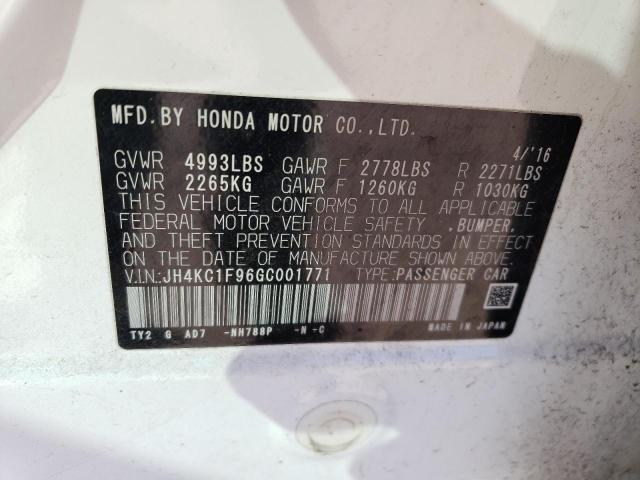 MFD.BY HONDA MOTOR CO.,LTD.
4/'16
GVWR 4993LBS GAWR F 2778LBS R 2271LBS
GVWR 2265KG GAWR F 1260KG R 1030KG
THIS VEHICLE CONFORMS TO ALL APPLICABLE
FEDERAL MOTOR VEHICLE SAFETY ,BUMPER,
AND THEFT PREVENTION STANDARDS IN EFFECT
ON THE DATE OF MANUFACTURE SHOWN ABOVE.
V.IN.:JH4KC1F96GC001771 TYPE:PASSENGER CAR
TY2 G AD7 -NH788P -N-C MADE IN JAPAN